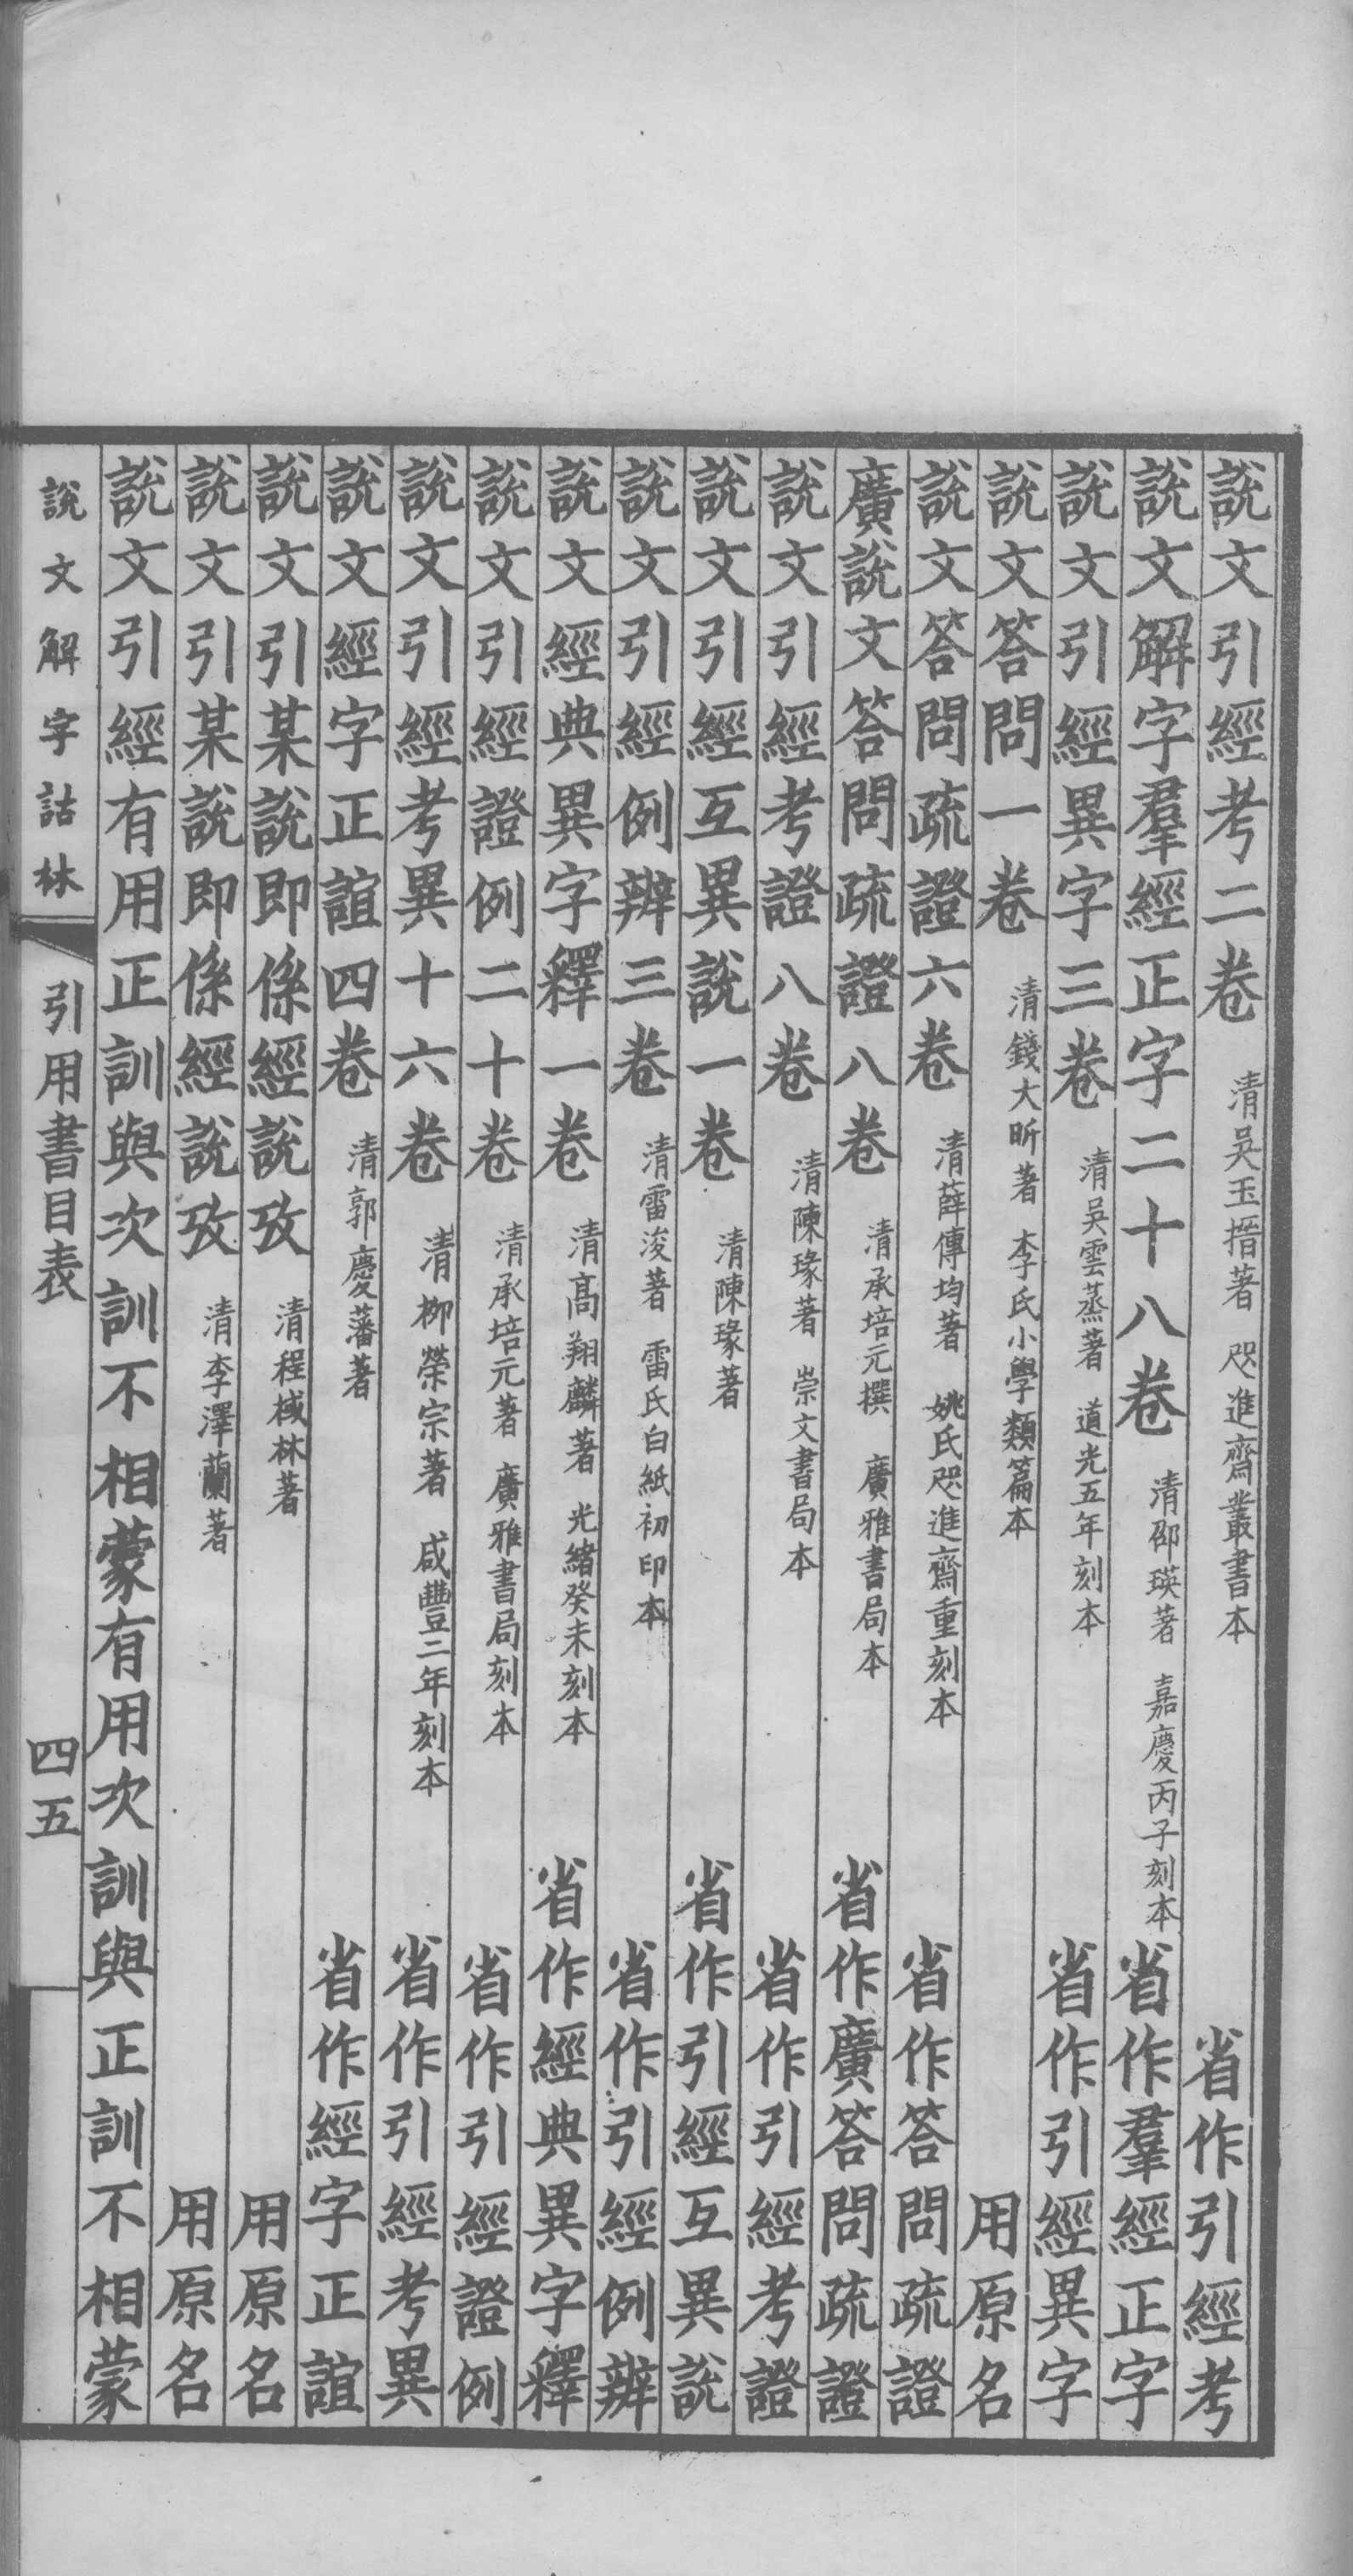 說文引經考二卷 清吳玉搢著 咫進齋叢書本 省作引經考
說文解字羣經正字二十八卷 清邵瑛著 嘉慶丙子刻本 省作羣經正字
說文引經異字三卷 清吳雲蒸著 道光五年刻本 省作引經異字
說文答問一卷 清錢大昕著 李氏小學類篇本 用原名
說文答問疏證六卷 清薛傳均著 姚氏咫進齋重刻本 省作答問疏證
廣說文答問疏證八卷 清承培元撰 廣雅書局本 省作廣答問疏證
說文引經考證八卷 清陳瑑著 崇文書局本 省作引經考證
說文引經互異說一卷 清陳瑑著 省作引經互異說
說文引經例辨三卷 清雷浚著 雷氏白紙初印本 省作引經例辨
說文經典異字釋一卷 清高翔麟著 光緒癸未刻本 省作經典異字釋
說文引經證例二十卷 清承培元著 廣雅書局刻本 省作引經證例
說文引經考異十六卷 清柳榮宗著 咸豐二年刻本 省作引經考異
說文經字正誼四卷 清郭慶藩著 省作經字正誼
說文引某說即係經說攷 清程棫林著 用原名
說文引某說即係經說攷 清李澤蘭著 用原名
說文引經有用正訓與次訓不相蒙有用次訓與正訓不相蒙
說文解字詁林 引用書目表 四五